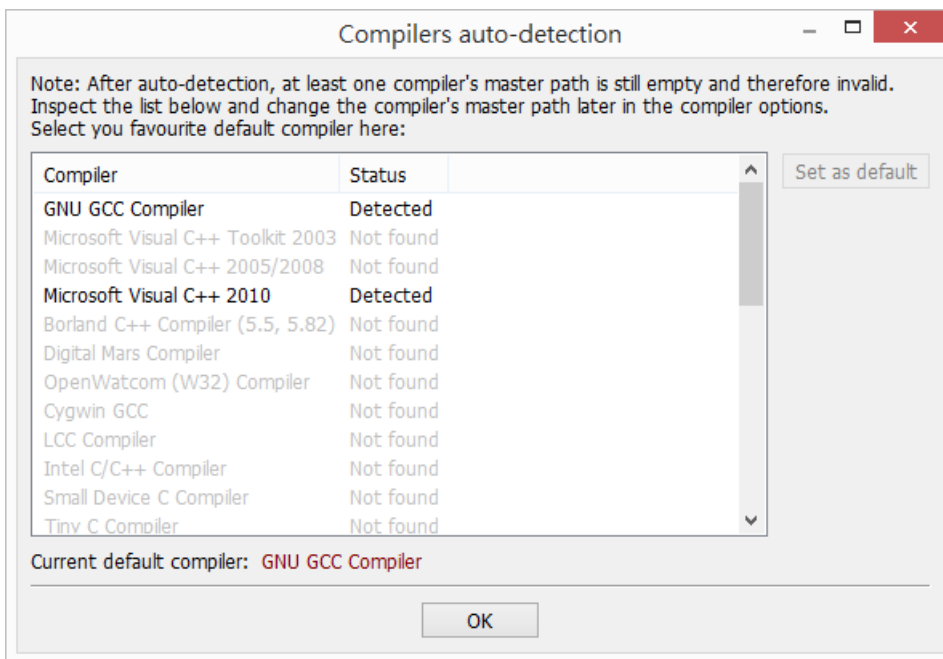 Compilers auto-detection
Note: After auto-detection, at least one compiler's master path is still empty and therefore invalid.
Inspect the list below and change the compiler's master path later in the compiler options.
Select you favourite default compiler here:
Compiler Status
Set as default
GNU GCC Compiler Detected
Microsoft Visual C++ Toolkit 2003 Not found
Microsoft Visual C++ 2005/2008 Not found
Microsoft Visual C++ 2010 Detected
Borland C++ Compiler (5.5, 5.82) Not found
Digital Mars Compiler Not found
OpenWatcom (W32) Compiler Not found
Cygwin GCC Not found
LCC Compiler Not found
Intel C/C++ Compiler Not found
Small Device C Compiler Not found
Tiny C Compiler Not found
Current default compiler: GNU GCC Compiler
OK